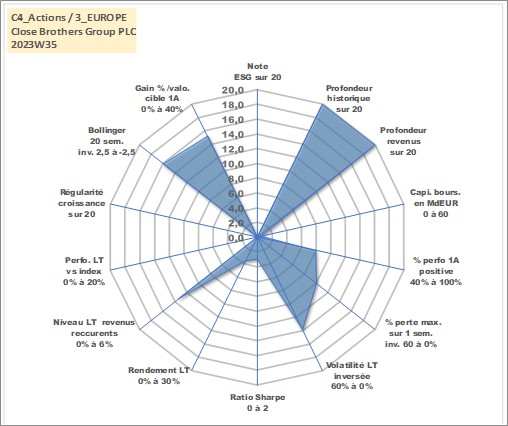 C4_Actions / 3_EUROPE
Close Brothers Group PLC
2023W35
Note
ESG sur 20
Profondeur
historique
sur 20
Profondeur
revenus
sur 20
Capi. bours.
en MdEUR
0 à 60
% perfo 1A
positive
40% à 100%
% perte max.
sur 1 sem.
inv. 60 à 0%
Volatilité LT
inversée
60% à 0%
Ratio Sharpe
0 à 2
Rendement LT
0% à 30%
Niveau LT revenus
reccurents
0% à 6%
Perfo. LT
vs index
0% à 20%
Régularité
croissance
sur 20
Bollinger
20 sem.
inv. 2,5 à -2,5
Gain % /valo.
cible 1A
0% à 40%
20,0
18,0
16,0
14,0
12,0
10,0
8,0
6,0
4,0
2,0
0,0